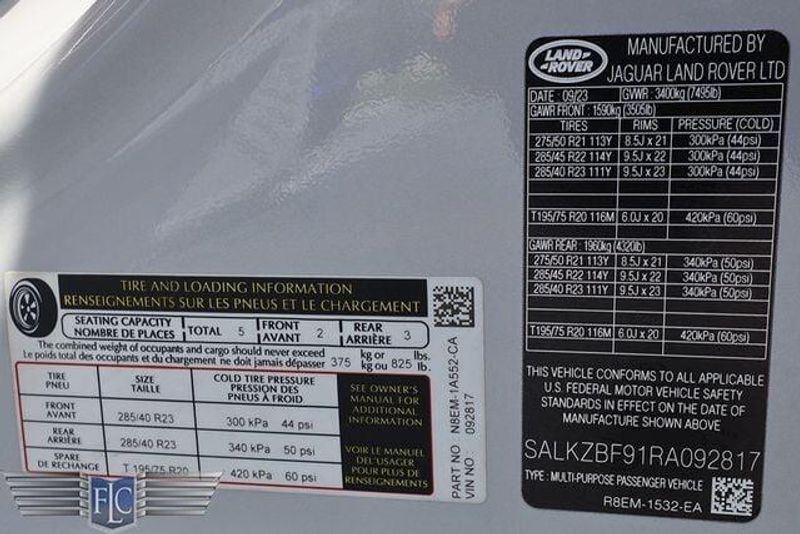 TIRE AND LOADING INFORMATION
RENSEIGNEMENTS SUR LES PNEUS ET LE CHARGEMENT
SEATING CAPACITY
NOMBRE DE PLACES
TOTAL 5
FRONT
AVANT 2
REAR
ARRIÈRE 3
The combined weight of occupants and cargo should never exceed
Le poids total des occupants et du chargement ne doit jamais dépasser
375 kg or 825 lbs.
kg ou lb.
TIRE
PNEU
SIZE
TAILLE
COLD TIRE PRESSURE
PRESSION DES
PNEUS À FROID
FRONT
AVANT
285/40 R23
300 kPa 44 psi
REAR
ARRIÈRE
285/40 R23
340 kPa 50 psi
SPARE
DE RECHANGE
T 195/75 R20
420 kPa 60 psi
SEE OWNER'S
MANUAL FOR
ADDITIONAL
INFORMATION
VOIR LE MANUEL
DE L'USAGER
POUR PLUS DE
RENSEIGNEMENTS
PART NO N8EM-1A552-CA
VIN NO 092817
FLC
LAND
ROVER
MANUFACTURED BY
JAGUAR LAND ROVER LTD
DATE : 09/23 GVWR : 3400kg (7495lb)
GAWR FRONT : 1590kg (3505lb)
TIRES RIMS PRESSURE (COLD)
275/50 R21 113Y 8.5J x 21 300kPa (44psi)
285/45 R22 114Y 9.5J x 22 300kPa (44psi)
285/40 R23 111Y 9.5J x 23 300kPa (44psi)
T195/75 R20 116M 6.0J x 20 420kPa (60psi)
GAWR REAR : 1960kg (4320lb)
275/50 R21 113Y 8.5J x 21 340kPa (50psi)
285/45 R22 114Y 9.5J x 22 340kPa (50psi)
285/40 R23 111Y 9.5J x 23 340kPa (50psi)
T195/75 R20 116M 6.0J x 20 420kPa (60psi)
THIS VEHICLE CONFORMS TO ALL APPLICABLE
U.S. FEDERAL MOTOR VEHICLE SAFETY
STANDARDS IN EFFECT ON THE DATE OF
MANUFACTURE SHOWN ABOVE
SALKZBF91RA092817
TYPE : MULTI-PURPOSE PASSENGER VEHICLE
R8EM-1532-EA